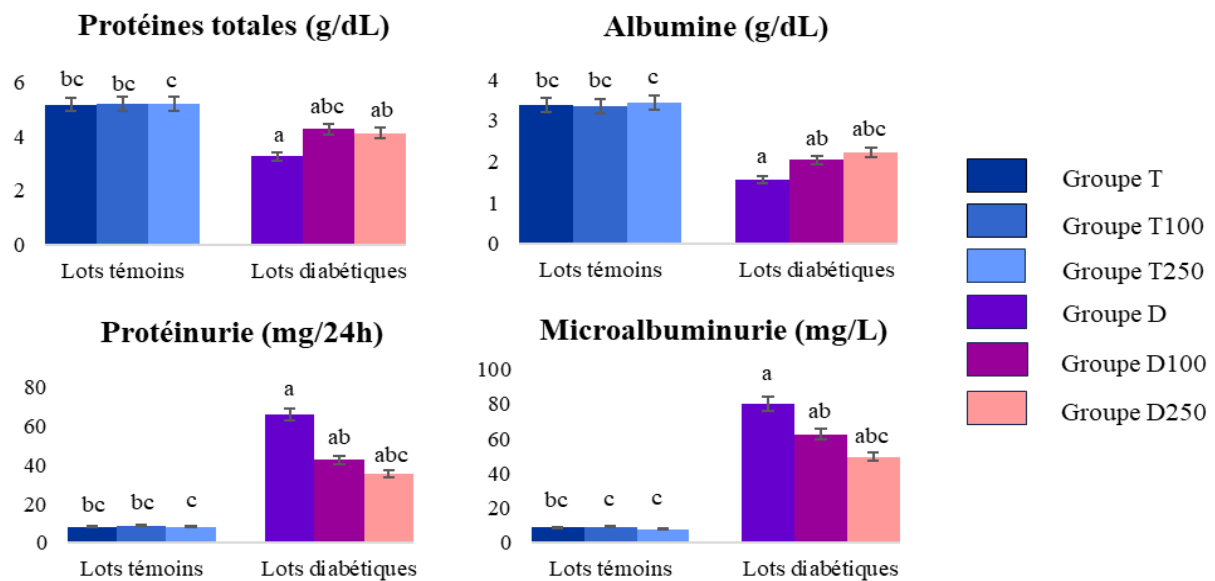 Protéines totales (g/dL)
6
4
2
0
bc bc c
a abc ab
Lots témoins Lots diabétiques
Albumine (g/dL)
4
3
2
1
0
bc bc c
a ab abc
Lots témoins Lots diabétiques
Protéinurie (mg/24h)
80
60
40
20
0
bc bc c
a ab abc
Lots témoins Lots diabétiques
Microalbuminurie (mg/L)
100
80
60
40
20
0
bc c c
a ab abc
Lots témoins Lots diabétiques
Groupe T
Groupe T100
Groupe T250
Groupe D
Groupe D100
Groupe D250